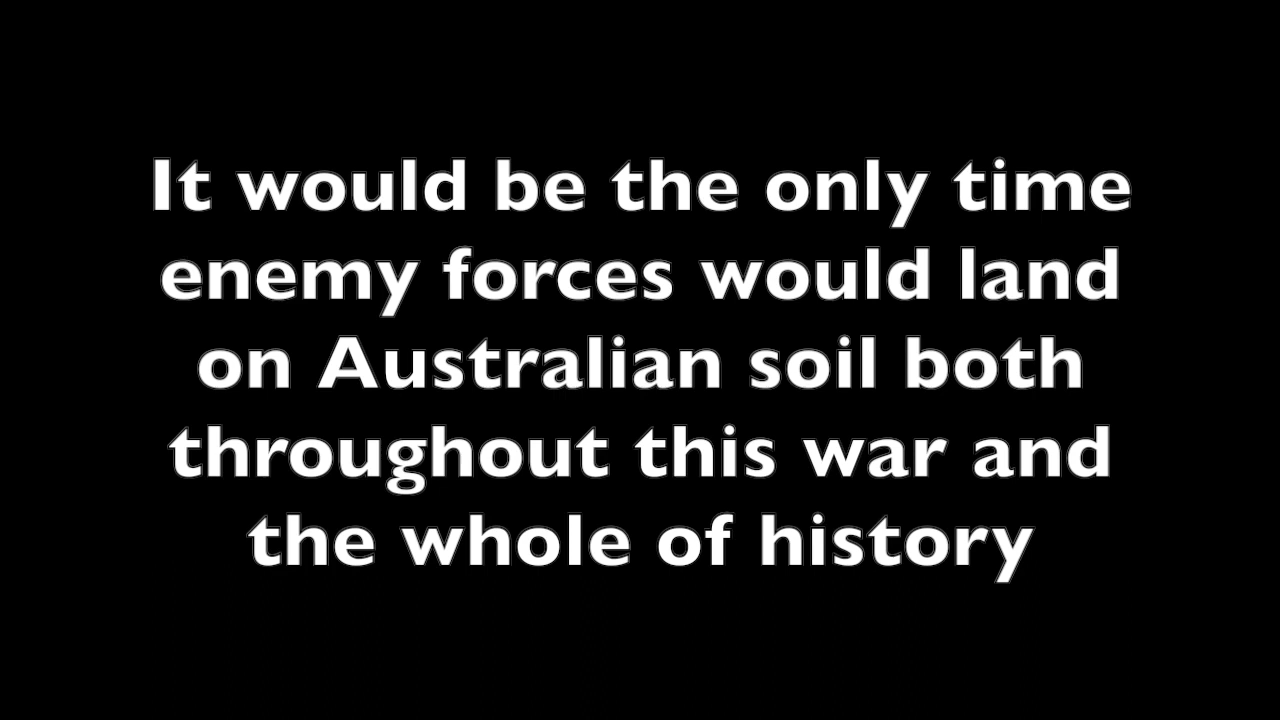 It would be the only time
enemy forces would land
on Australian soil both
throughout this war and
the whole of history